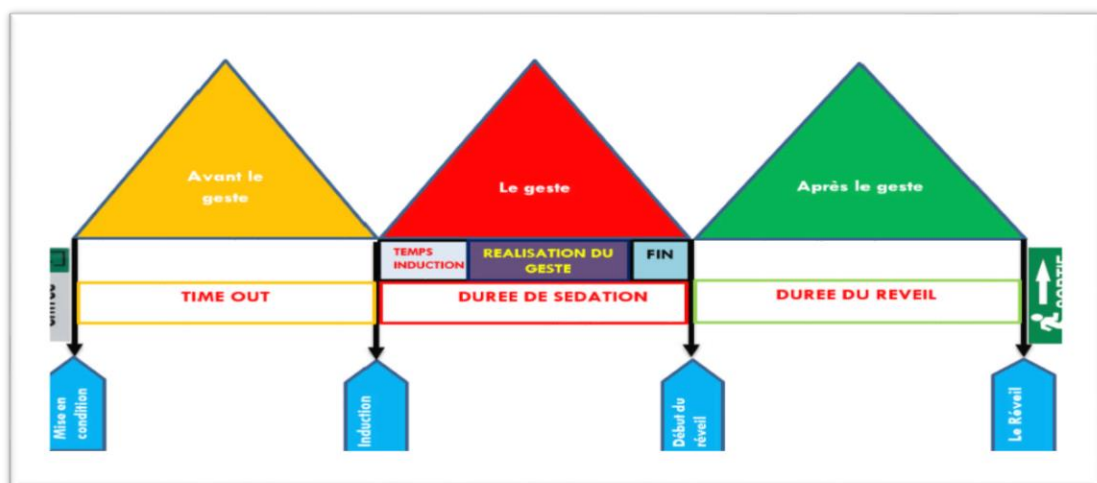 Avant le
geste
Le geste
Après le geste
TEMPS
INDUCTION
REALISATION DU
GESTE
FIN
TIME OUT
DUREE DE SEDATION
DUREE DU REVEIL
Mise en
condition
Induction
Début du
réveil
Le Réveil